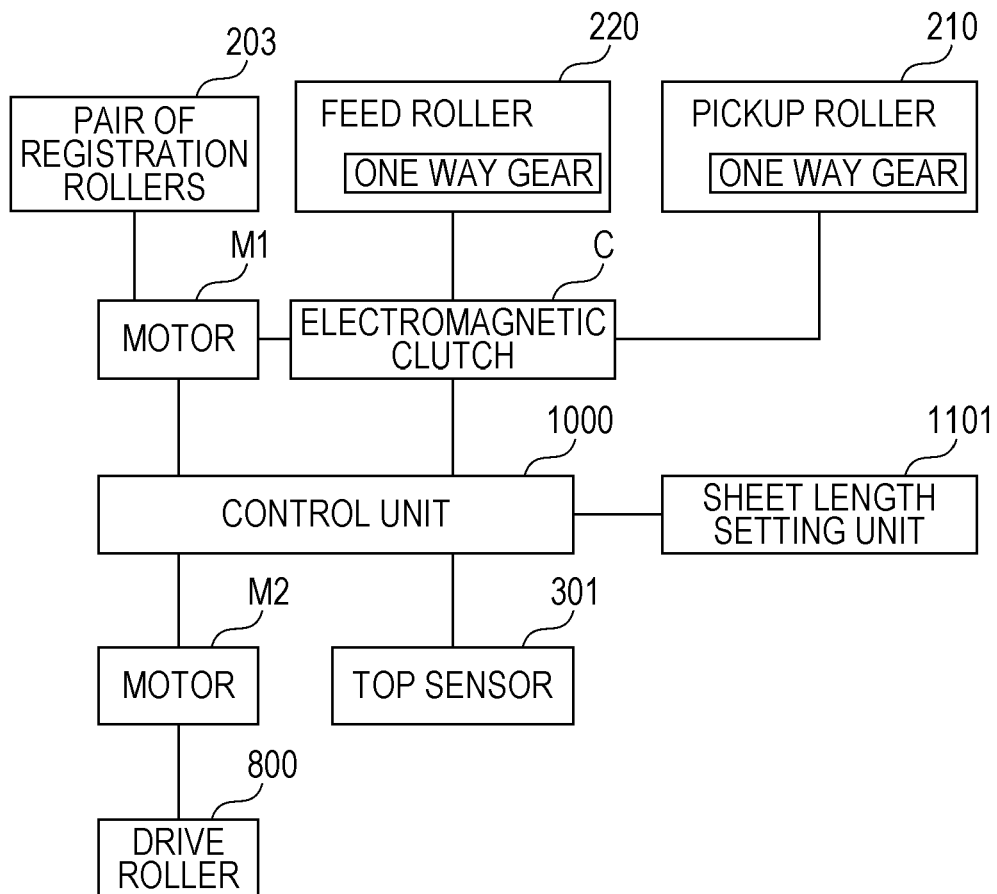 203
220
210
PAIR OF
REGISTRATION
ROLLERS
FEED ROLLER
ONE WAY GEAR
PICKUP ROLLER
ONE WAY GEAR
M1
C
MOTOR
ELECTROMAGNETIC
CLUTCH
1000
1101
CONTROL UNIT
SHEET LENGTH
SETTING UNIT
M2
301
MOTOR
TOP SENSOR
800
DRIVE
ROLLER